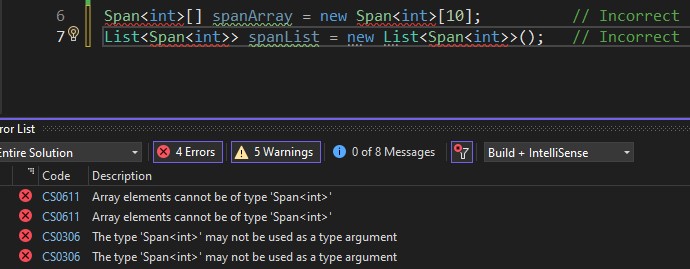 6 Span<int>[] spanArray = new Span<int>[10]; // Incorrect
7 List<Span<int>> spanList = new List<Span<int>>(); // Incorrect
ror List
Entire Solution 4 Errors 5 Warnings 0 of 8 Messages Build + IntelliSense
Code Description
CS0611 Array elements cannot be of type 'Span<int>'
CS0611 Array elements cannot be of type 'Span<int>'
CS0306 The type 'Span<int>' may not be used as a type argument
CS0306 The type 'Span<int>' may not be used as a type argument